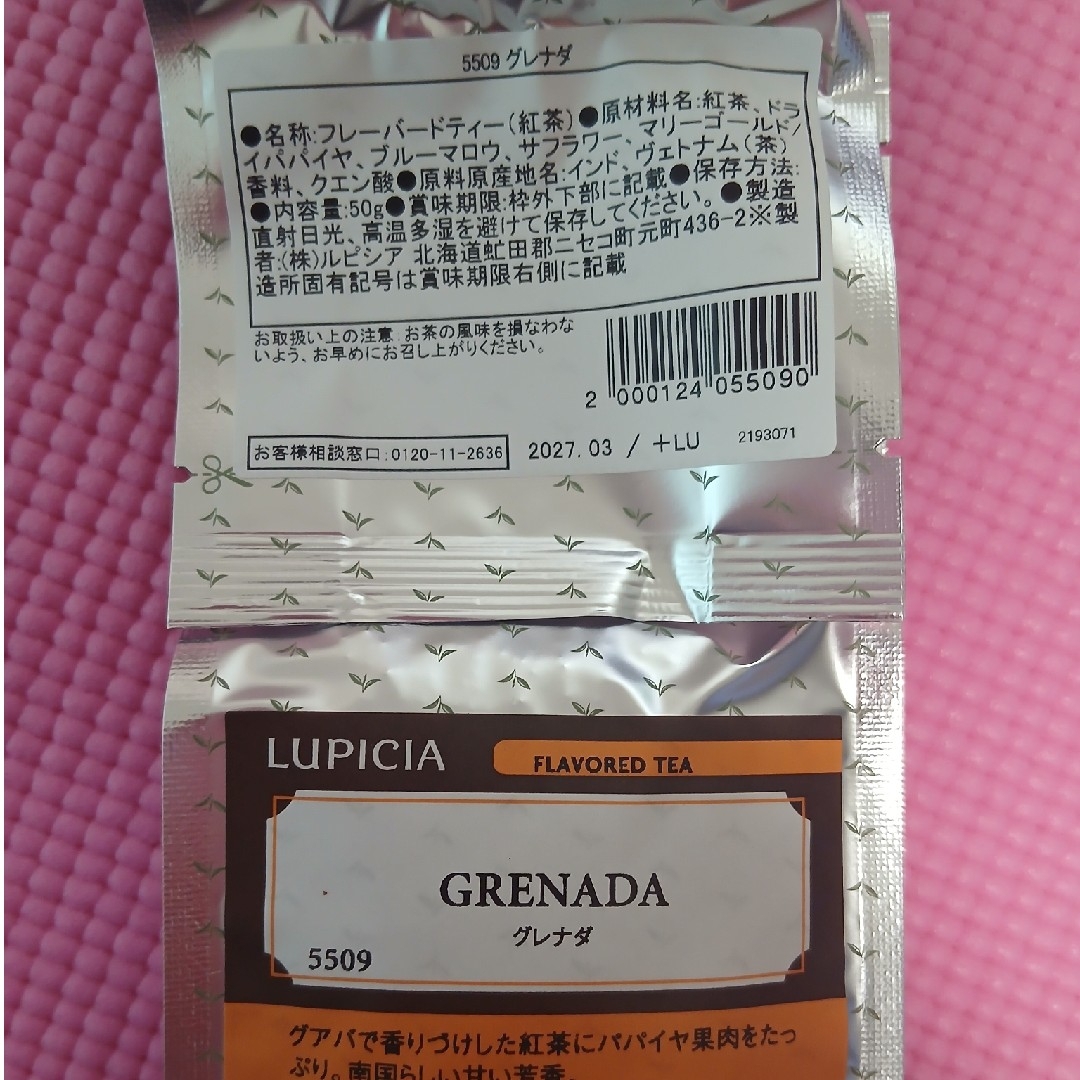 5509 グレナダ
●名称:フレーバードティー(紅茶)●原材料名:紅茶、ドラ
イパパイヤ、ブルーマロウ、サフラワー、マリーゴールド/
香料、クエン酸●原料原産地名:インド、ヴェトナム(茶)
●内容量:50g●賞味期限:枠外下部に記載●保存方法:
直射日光、高温多湿を避けて保存してください。●製造
者:(株)ルピシア 北海道虻田郡ニセコ町元町436-2※製
造所固有記号は賞味期限右側に記載
お取扱い上の注意:お茶の風味を損なわな
いよう、お早めにお召し上がりください。
2 000124 055090
お客様相談窓口:0120-11-2636
2027.03 / +LU
2193071
LUPICIA
FLAVORED TEA
GRENADA
グレナダ
5509
グアバで香りづけした紅茶にパパイヤ果肉をたっ
ぷり。南国らしい甘い芳香。